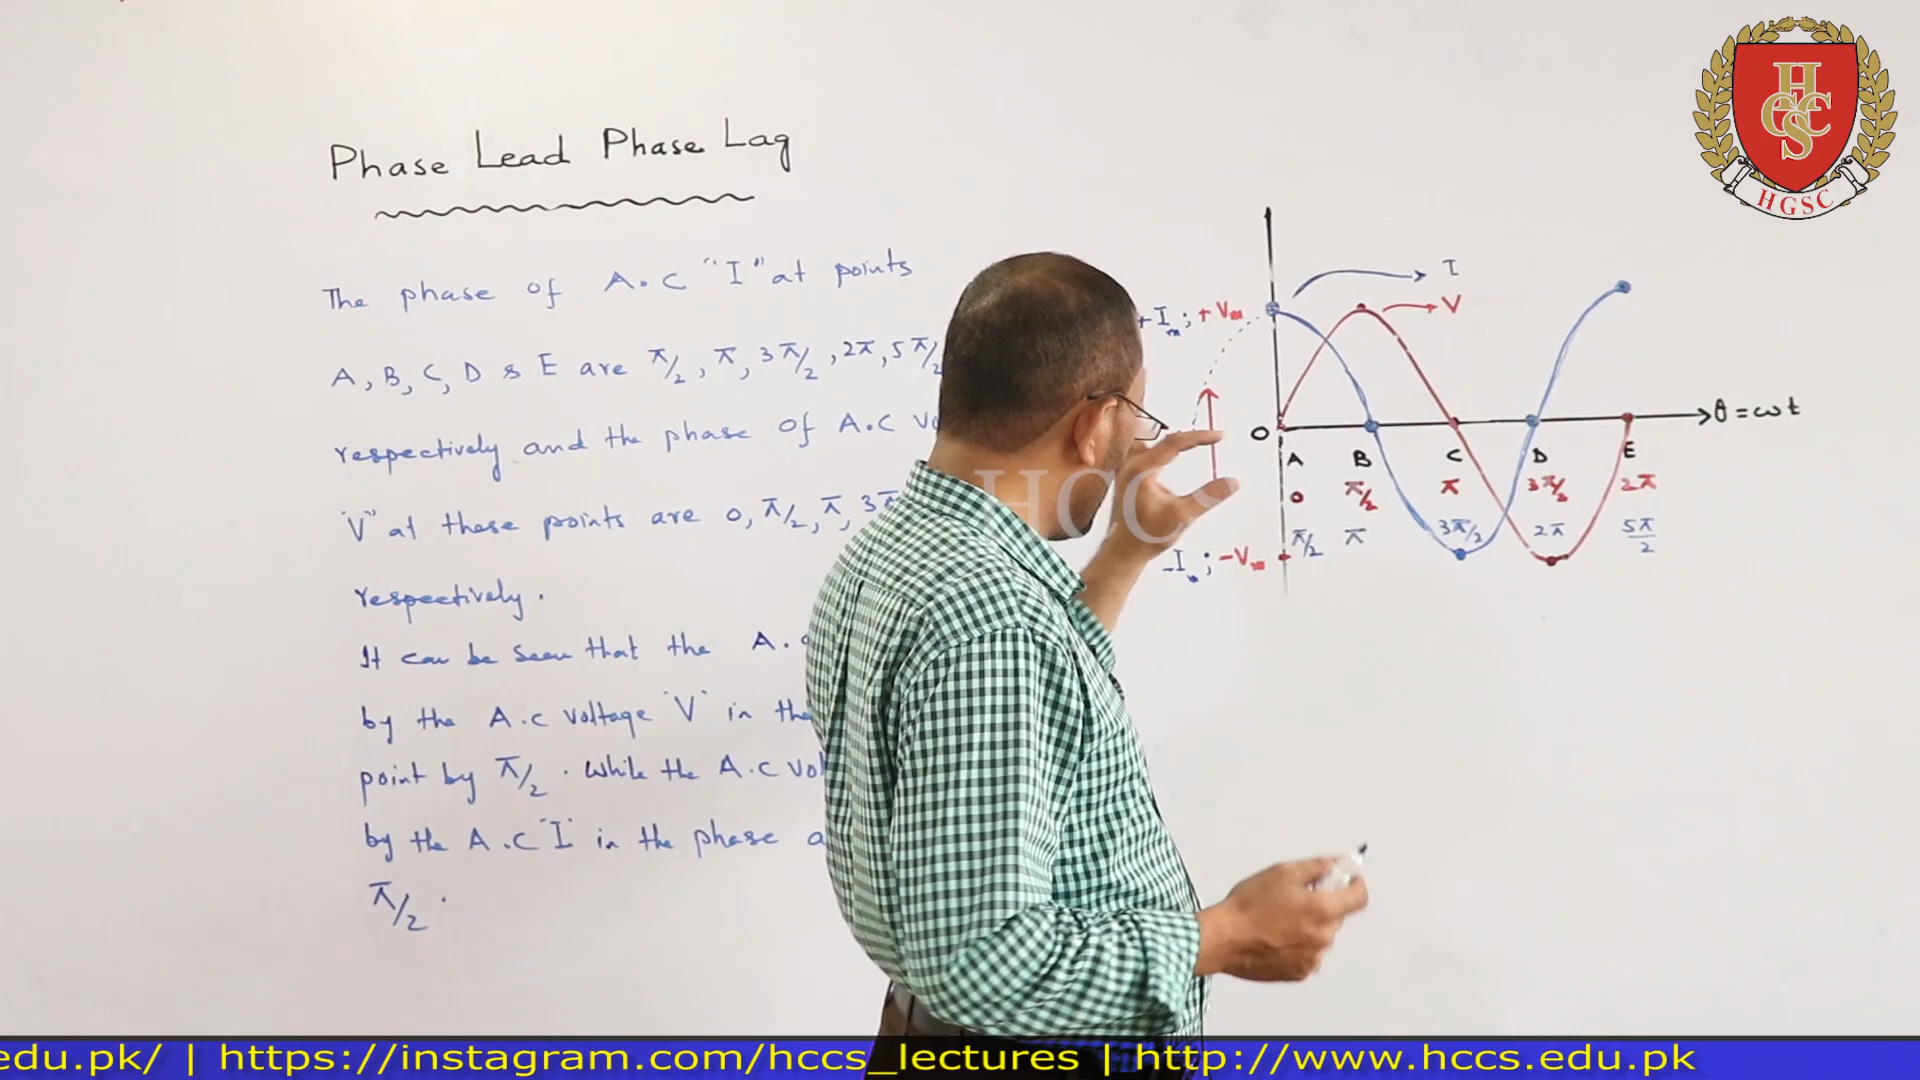 Phase Lead Phase Lag
The phase of A.C "I" at points
A, B, C, D & E are π/2, π, 3π/2, 2π, 5π/2
respectively and the phase of A.C
"V" at these points are 0, π/2, π,
respectively.
It can be seen that the A.
by the A.C voltage "V" in the
point by π/2. While the A.C
by the A.C "I" in the phase
π/2.
I
+Im ; +Vm
V
O
θ = ωt
A B C D E
0 π/2 π 3π/2 2π
π/2 π 3π/2 2π 5π/2
-Im ; -Vm
HCCS
HGSC
HCCS
edu.pk/ | https://instagram.com/hccs_lectures | http://www.hccs.edu.pk